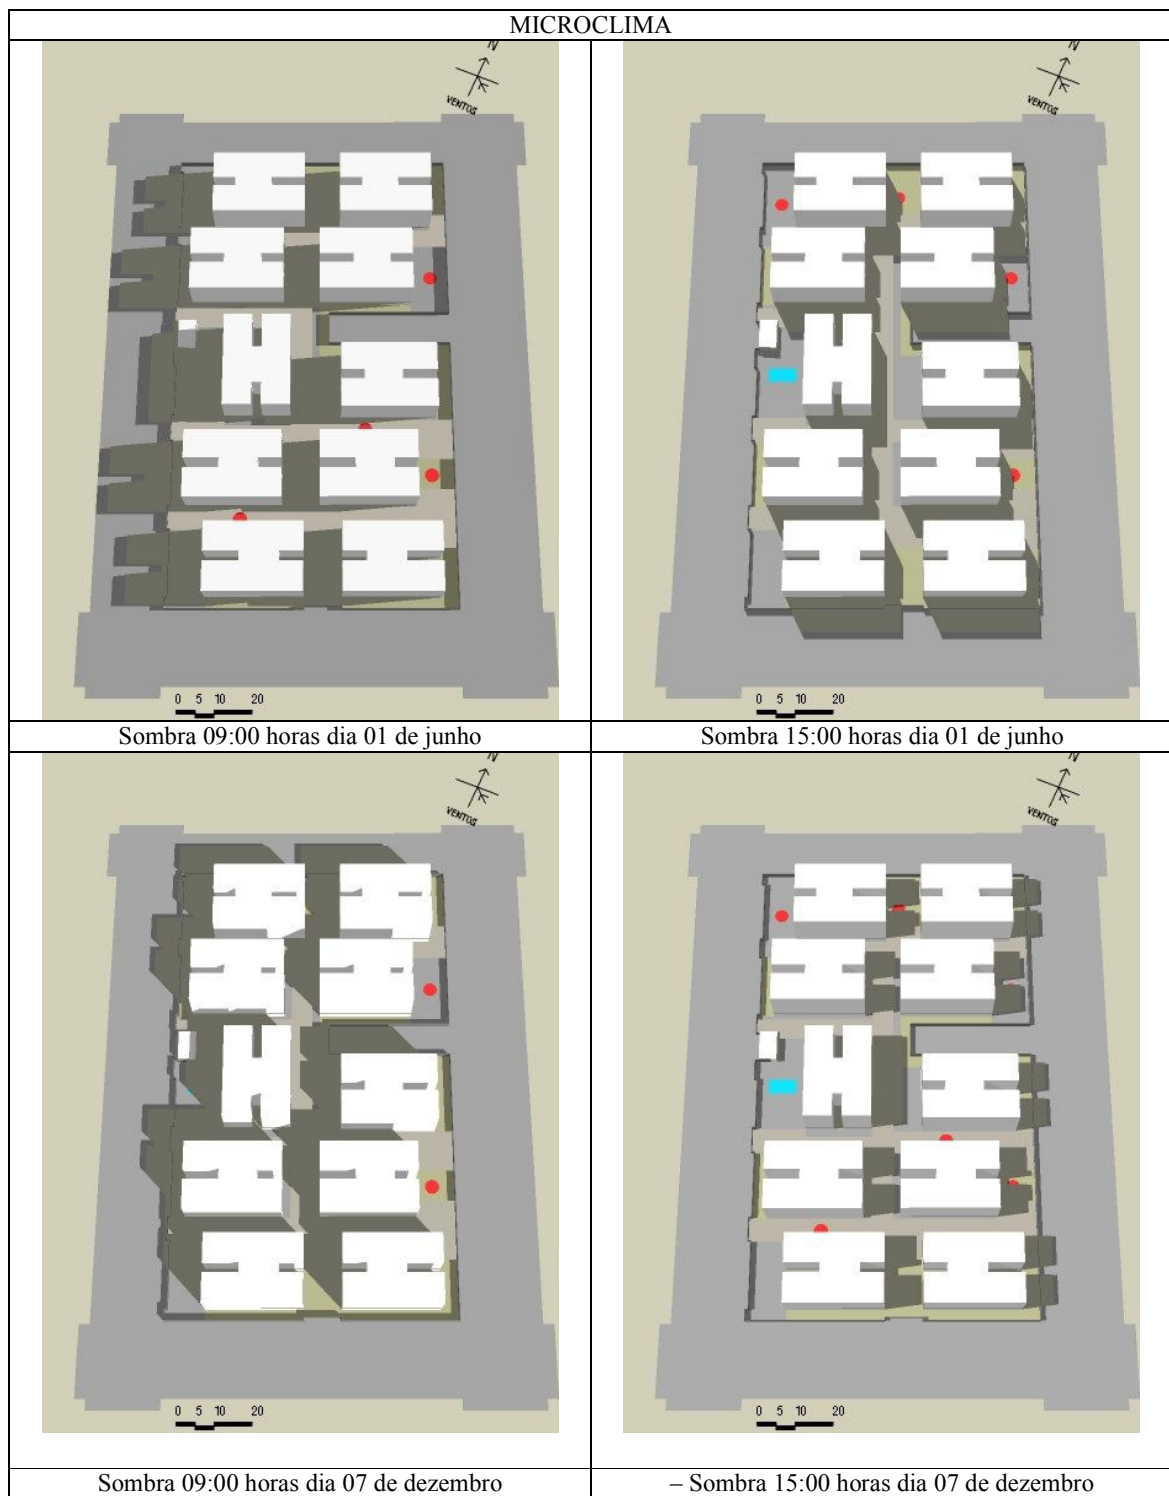 MICROCLIMA
N
VENTOS
0 5 10 20
N
VENTOS
0 5 10 20
Sombra 09:00 horas dia 01 de junho
Sombra 15:00 horas dia 01 de junho
N
VENTOS
0 5 10 20
N
VENTOS
0 5 10 20
Sombra 09:00 horas dia 07 de dezembro
– Sombra 15:00 horas dia 07 de dezembro